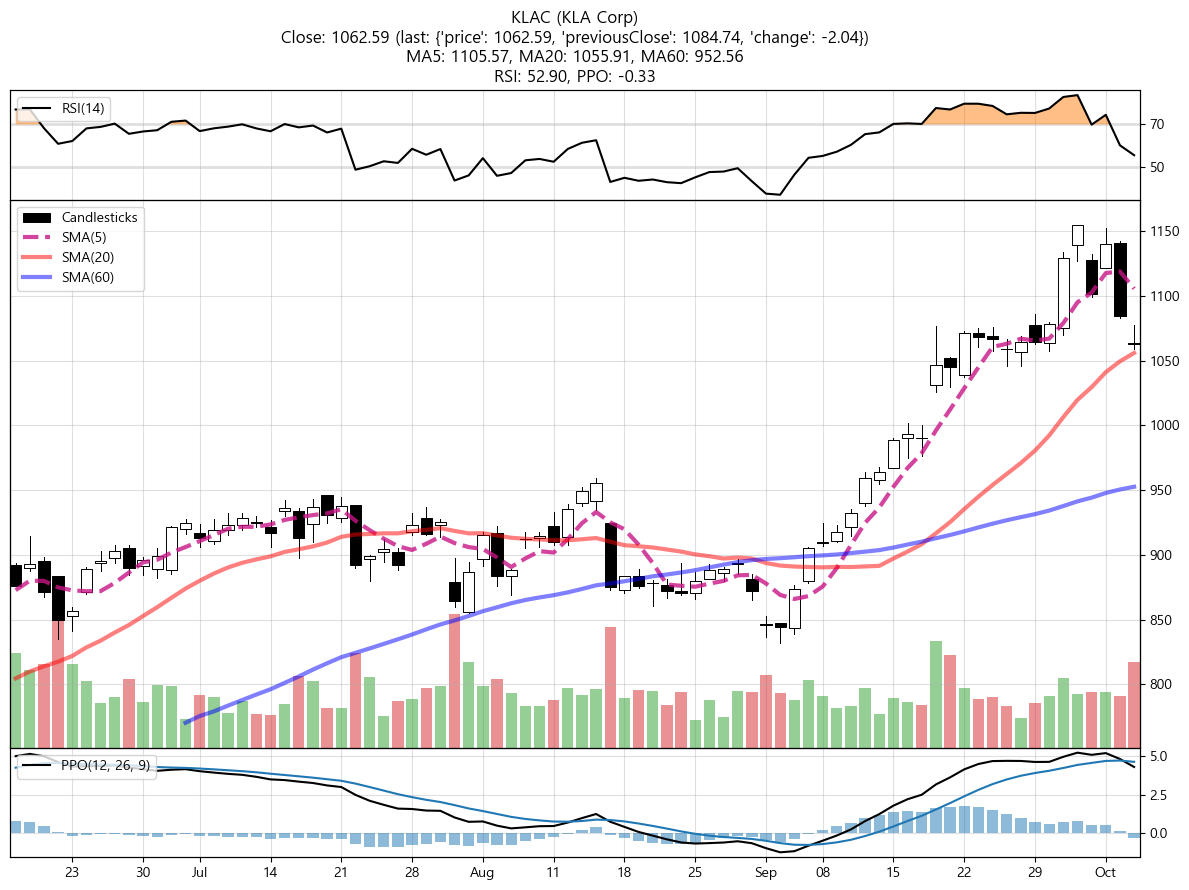 KLAC (KLA Corp)
Close: 1062.59 (last: {'price': 1062.59, 'previousClose': 1084.74, 'change': -2.04})
MA5: 1105.57, MA20: 1055.91, MA60: 952.56
RSI: 52.90, PPO: -0.33
RSI(14)
70
50
Candlesticks
SMA(5)
SMA(20)
SMA(60)
1150
1100
1050
1000
950
900
850
800
PPO(12, 26, 9)
5.0
2.5
0.0
23 30 Jul 14 21 28 Aug 11 18 25 Sep 08 15 22 29 Oct